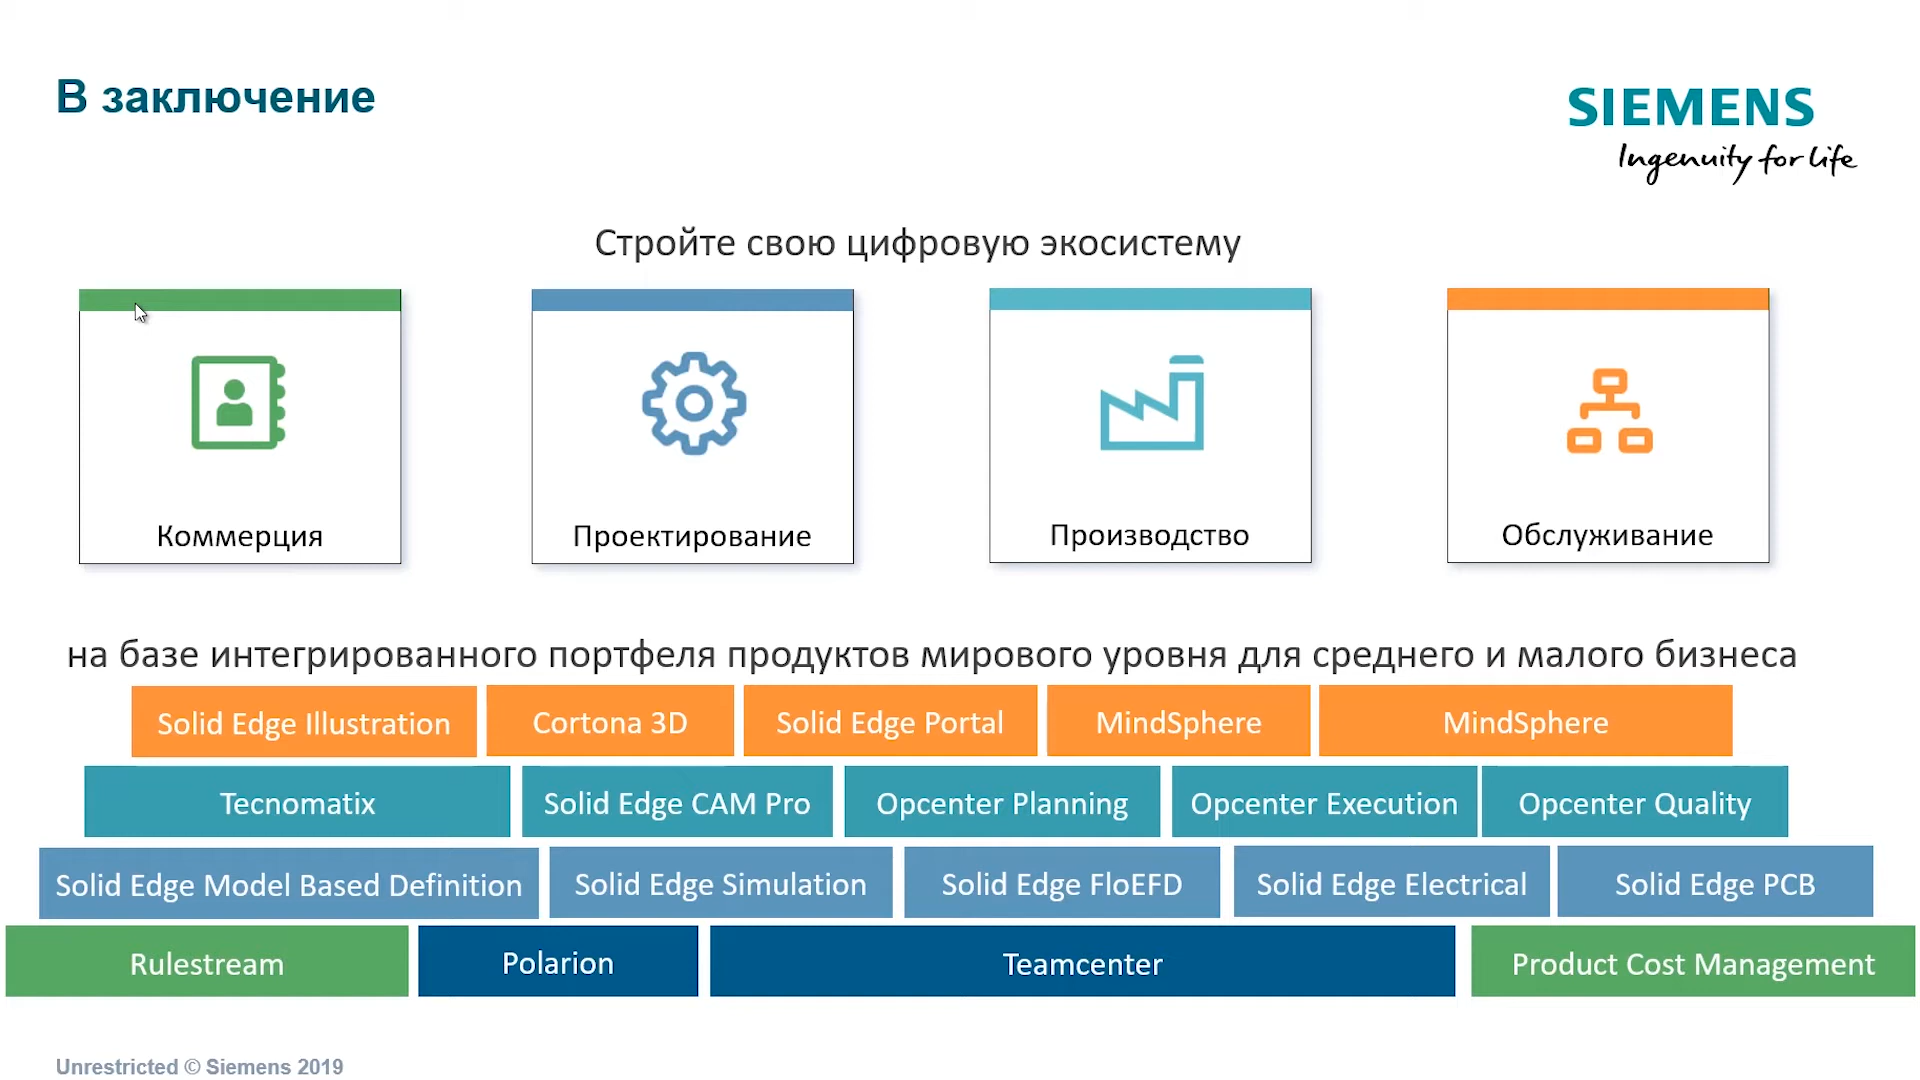 В заключение
SIEMENS
Ingenuity for life
Стройте свою цифровую экосистему
Коммерция
Проектирование
Производство
Обслуживание
на базе интегрированного портфеля продуктов мирового уровня для среднего и малого бизнеса
Solid Edge Illustration
Cortona 3D
Solid Edge Portal
MindSphere
MindSphere
Tecnomatix
Solid Edge CAM Pro
Opcenter Planning
Opcenter Execution
Opcenter Quality
Solid Edge Model Based Definition
Solid Edge Simulation
Solid Edge FloEFD
Solid Edge Electrical
Solid Edge PCB
Rulestream
Polarion
Teamcenter
Product Cost Management
Unrestricted © Siemens 2019